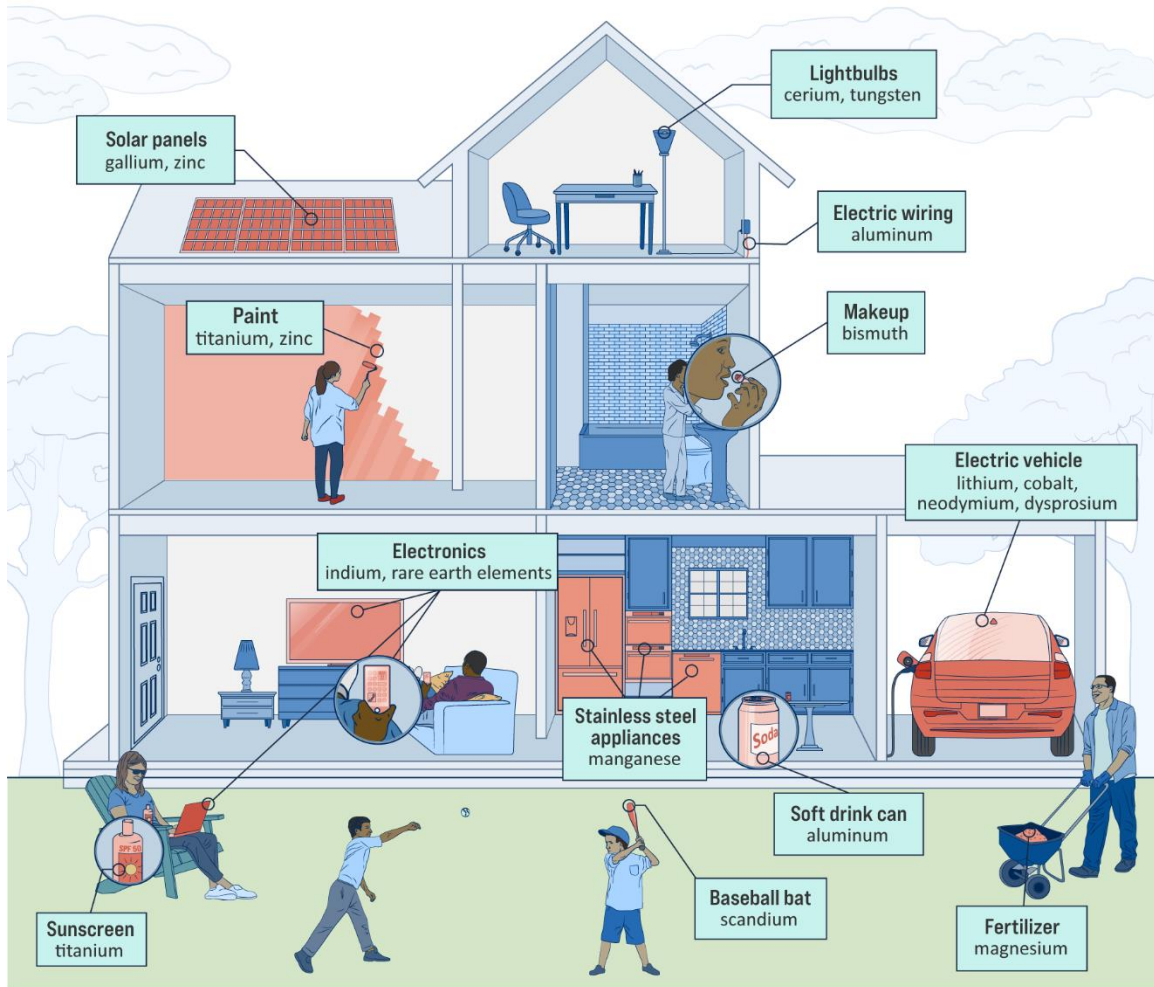 Lightbulbs
cerium, tungsten
Solar panels
gallium, zinc
Electric wiring
aluminum
Paint
titanium, zinc
Makeup
bismuth
Electric vehicle
lithium, cobalt,
neodymium, dysprosium
Electronics
indium, rare earth elements
Stainless steel
appliances
manganese
Soda
Soft drink can
aluminum
SPF 50
Baseball bat
scandium
Sunscreen
titanium
Fertilizer
magnesium